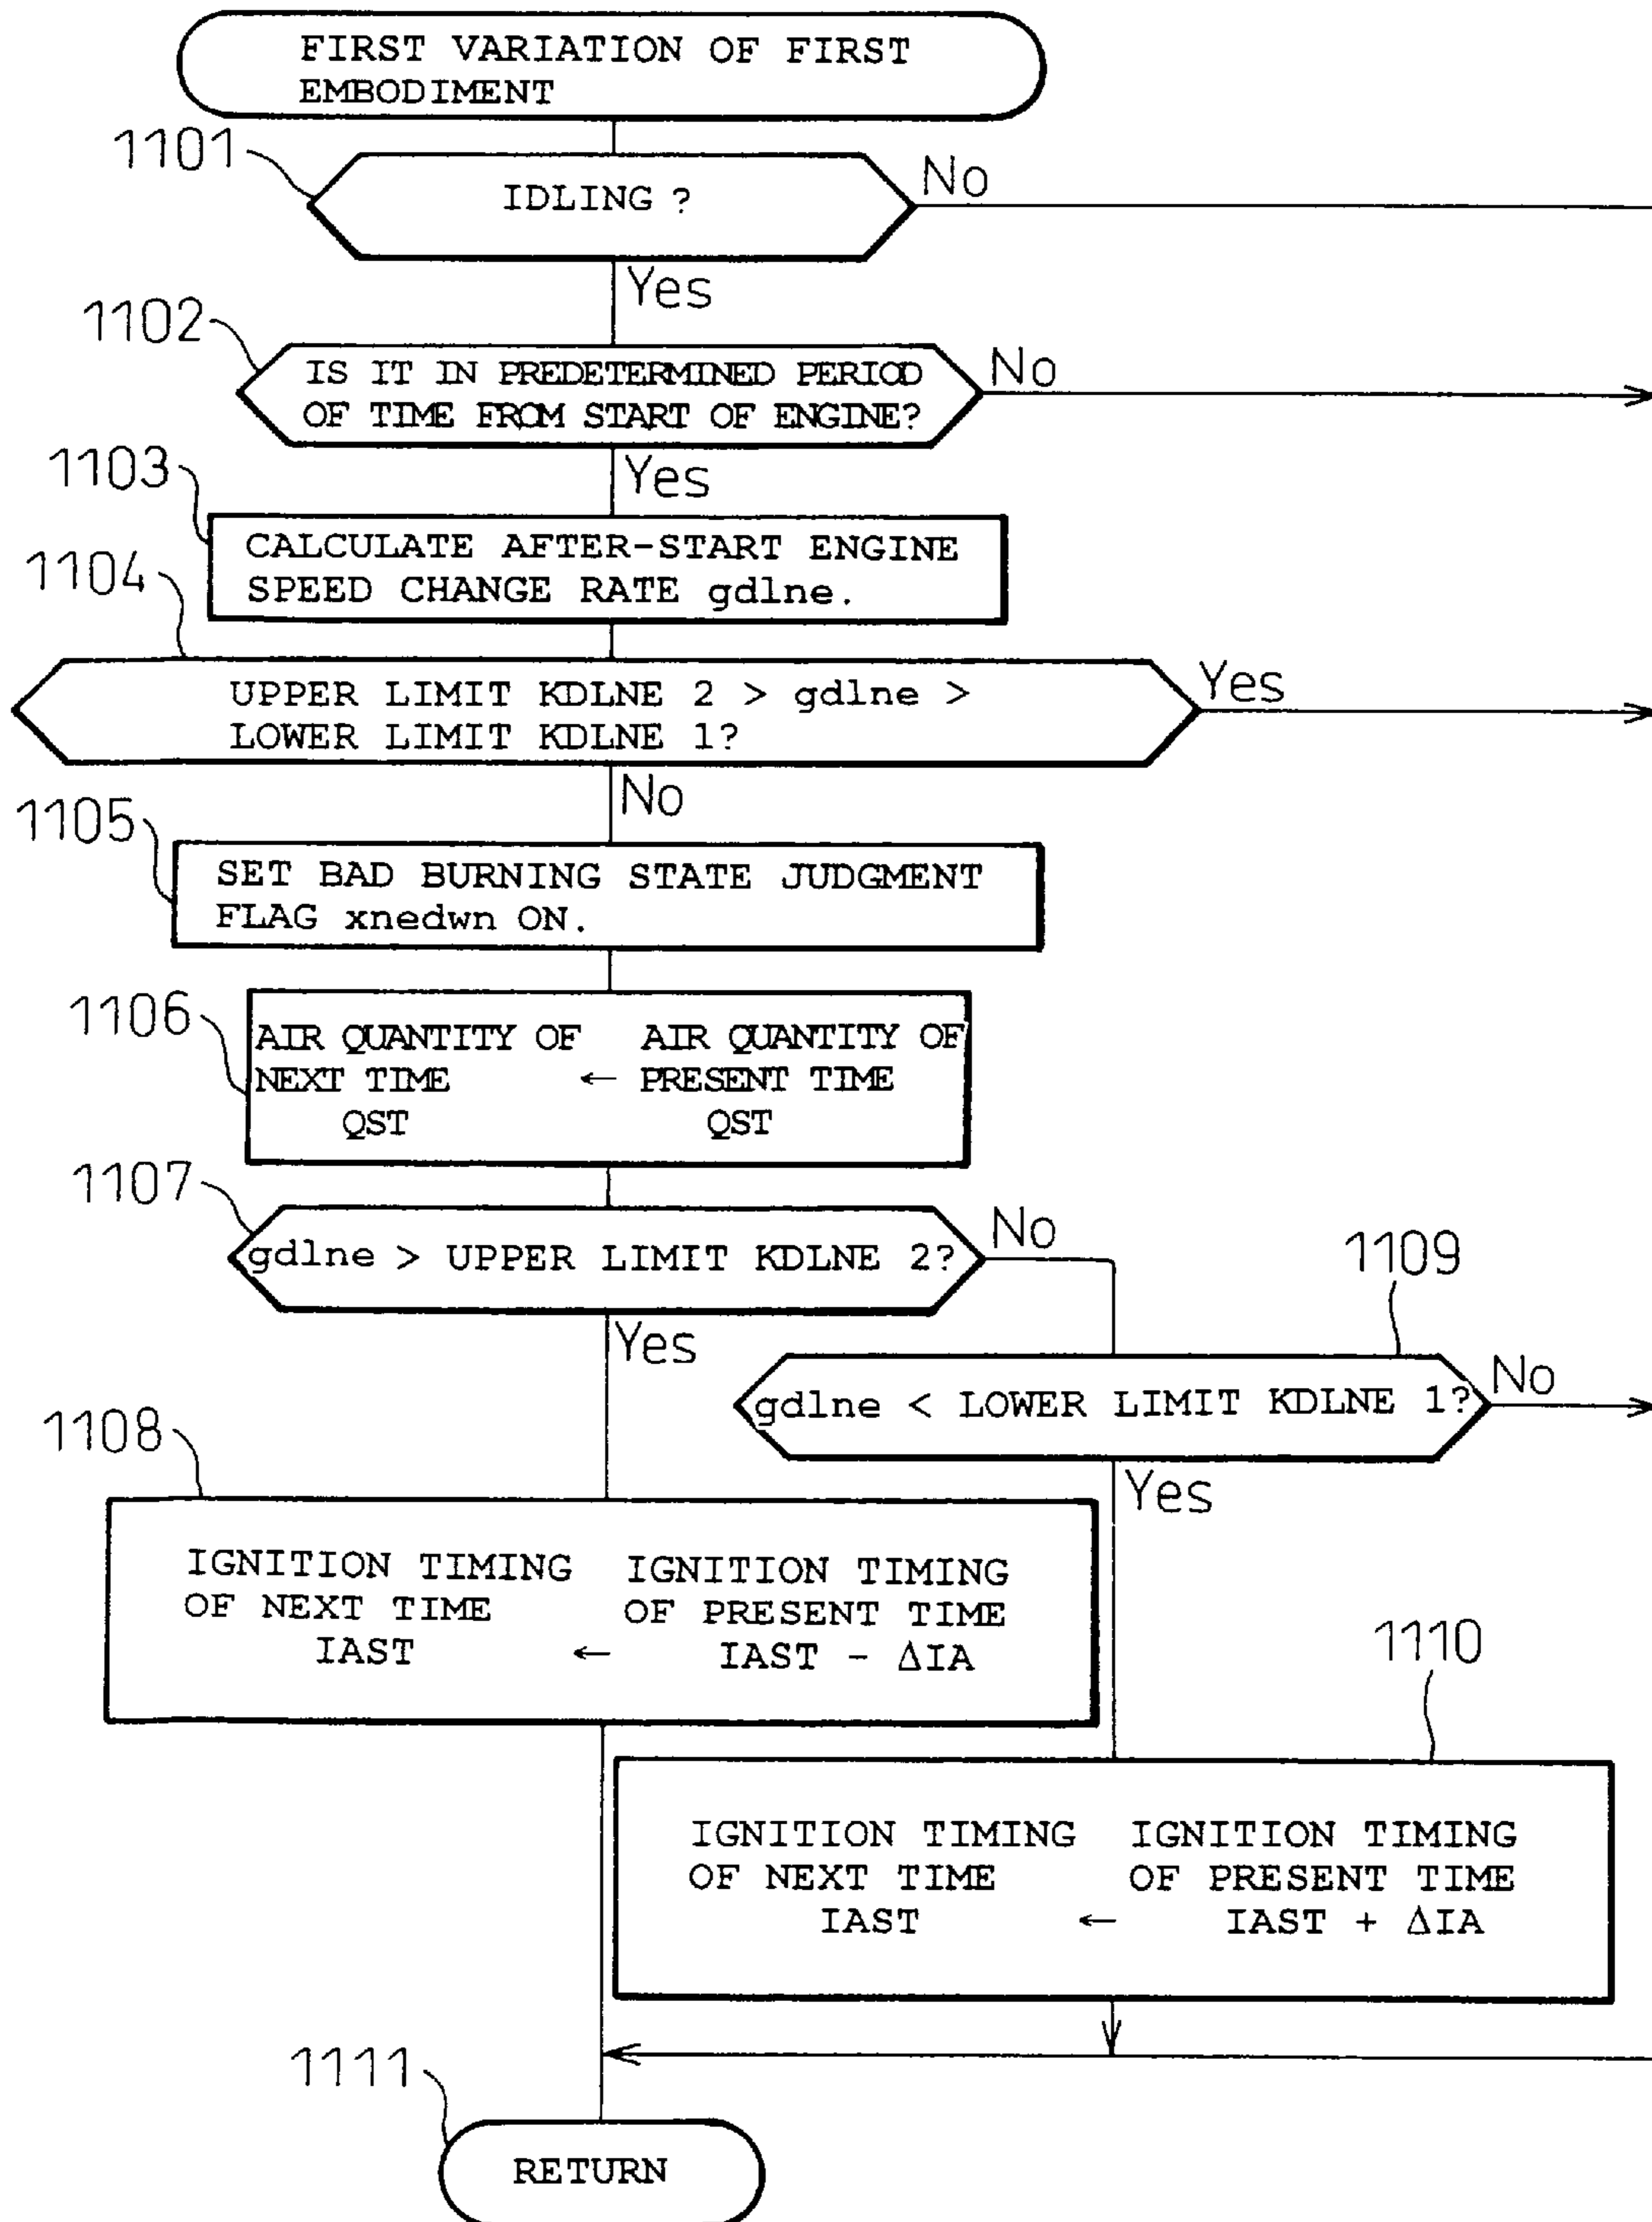 FIRST VARIATION OF FIRST
EMBODIMENT
1101
IDLING ?
No
Yes
1102
IS IT IN PREDETERMINED PERIOD
OF TIME FROM START OF ENGINE?
No
Yes
1103
CALCULATE AFTER-START ENGINE
SPEED CHANGE RATE gdlne.
1104
UPPER LIMIT KDLNE 2 > gdlne >
LOWER LIMIT KDLNE 1?
Yes
No
1105
SET BAD BURNING STATE JUDGMENT
FLAG xnedwn ON.
1106
AIR QUANTITY OF AIR QUANTITY OF
NEXT TIME ← PRESENT TIME
QST QST
1107
gdlne > UPPER LIMIT KDLNE 2?
No
Yes
1109
gdlne < LOWER LIMIT KDLNE 1?
No
Yes
1108
IGNITION TIMING IGNITION TIMING
OF NEXT TIME OF PRESENT TIME
IAST ← IAST - ΔIA
1110
IGNITION TIMING IGNITION TIMING
OF NEXT TIME OF PRESENT TIME
IAST ← IAST + ΔIA
1111
RETURN